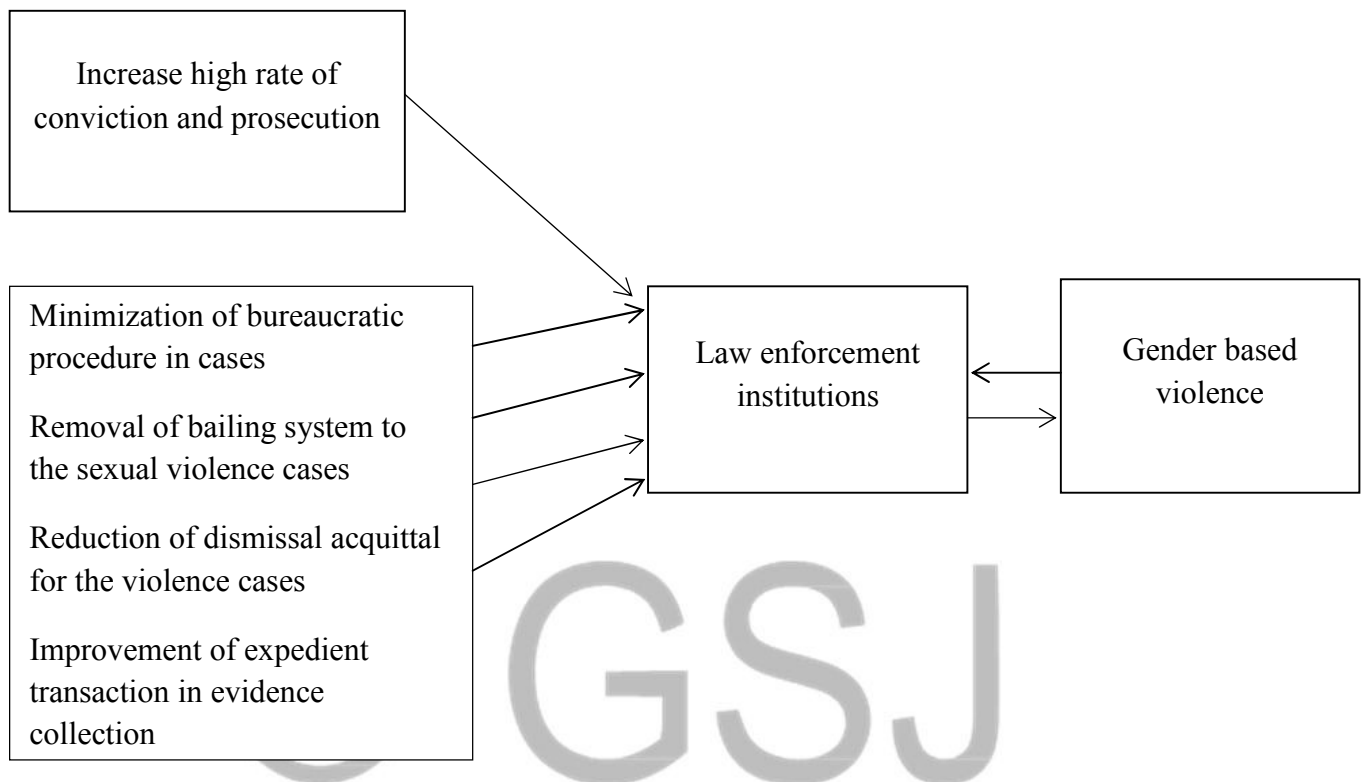 Increase high rate of
conviction and prosecution
Minimization of bureaucratic
procedure in cases
Removal of bailing system to
the sexual violence cases
Reduction of dismissal acquittal
for the violence cases
Improvement of expedient
transaction in evidence
collection
Law enforcement
institutions
Gender based
violence
GSJ